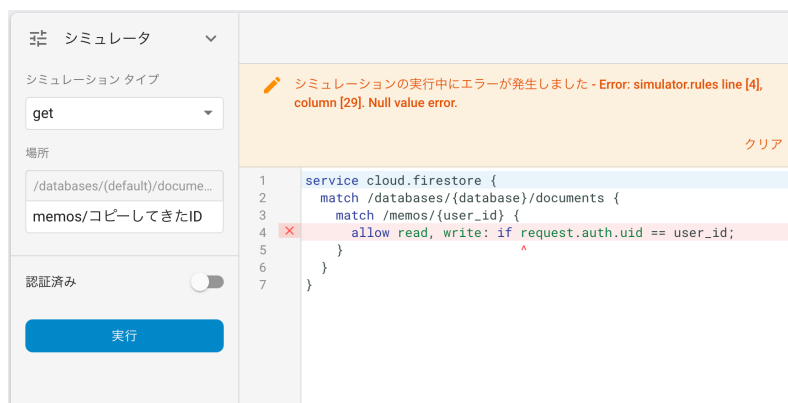 シミュレータ
シミュレーション タイプ
get
場所
/databases/(default)/docume...
memos/コピーしてきたID
認証済み
実行
シミュレーションの実行中にエラーが発生しました - Error: simulator.rules line [4],
column [29]. Null value error.
クリア
1 service cloud.firestore {
2 match /databases/{database}/documents {
3 match /memos/{user_id} {
4 allow read, write: if request.auth.uid == user_id;
5 }
^
6 }
7 }